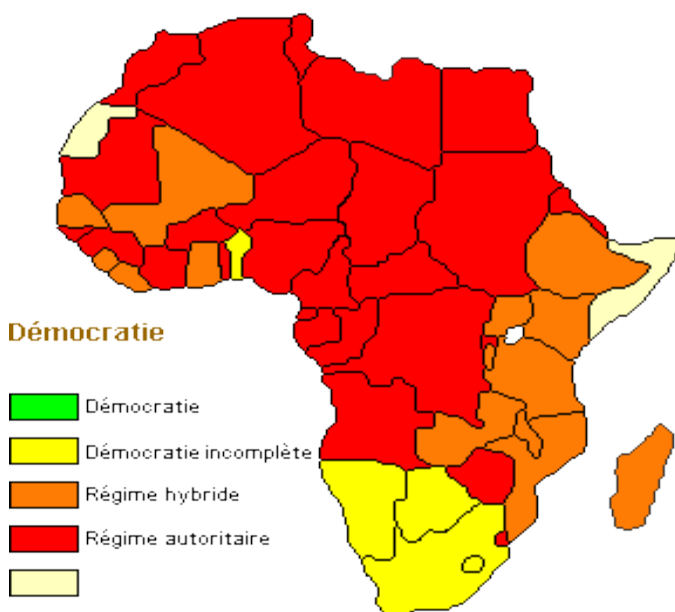 Démocratie
Démocratie
Démocratie incomplète
Régime hybride
Régime autoritaire